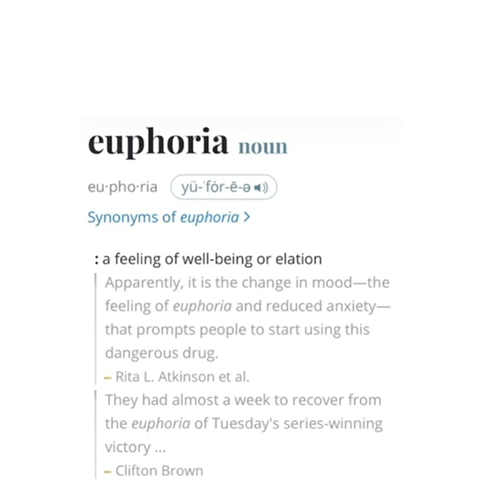 euphoria noun
eu·pho·ria yü-ˈfȯr-ē-ə
Synonyms of euphoria
: a feeling of well-being or elation
Apparently, it is the change in mood—the
feeling of euphoria and reduced anxiety—
that prompts people to start using this
dangerous drug.
– Rita L. Atkinson et al.
They had almost a week to recover from
the euphoria of Tuesday's series-winning
victory ...
– Clifton Brown